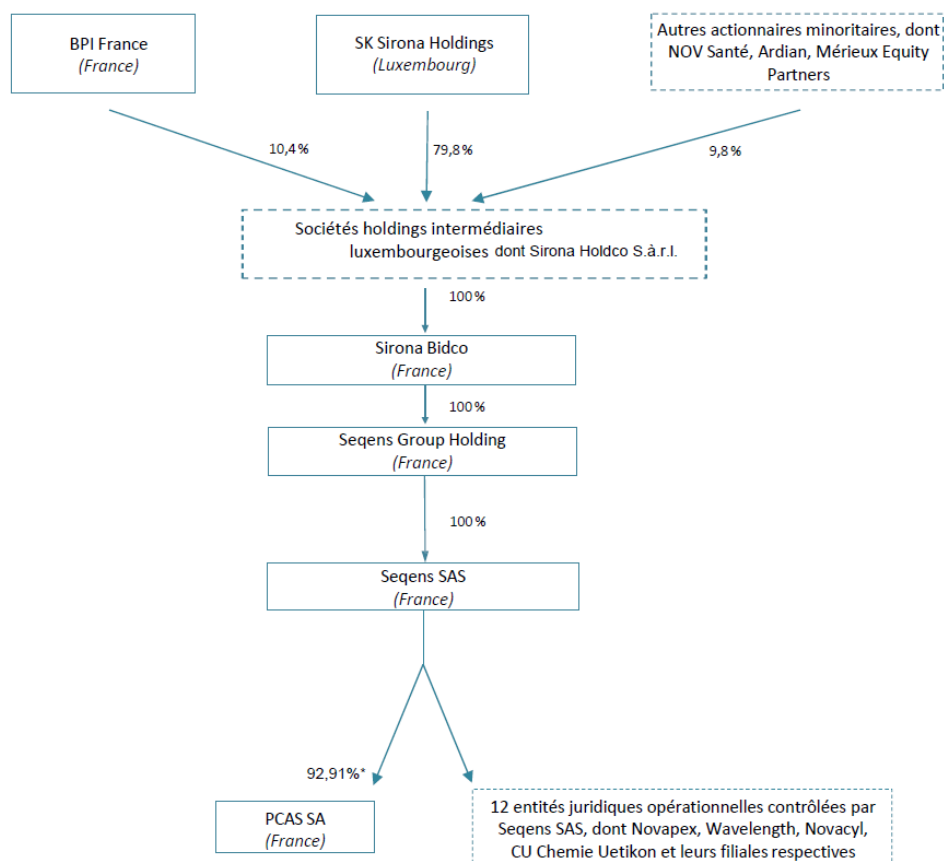 BPI France
(France)
SK Sirona Holdings
(Luxembourg)
Autres actionnaires minoritaires, dont
NOV Santé, Ardian, Mérieux Equity
Partners
10,4%
79,8%
9,8%
Sociétés holdings intermédiaires
luxembourgeoises dont Sirona Holdco S.à.r.l.
100%
Sirona Bidco
(France)
100%
Seqens Group Holding
(France)
100%
Seqens SAS
(France)
92,91%*
PCAS SA
(France)
12 entités juridiques opérationnelles contrôlées par
Seqens SAS, dont Novapex, Wavelength, Novacyl,
CU Chemie Uetikon et leurs filiales respectives